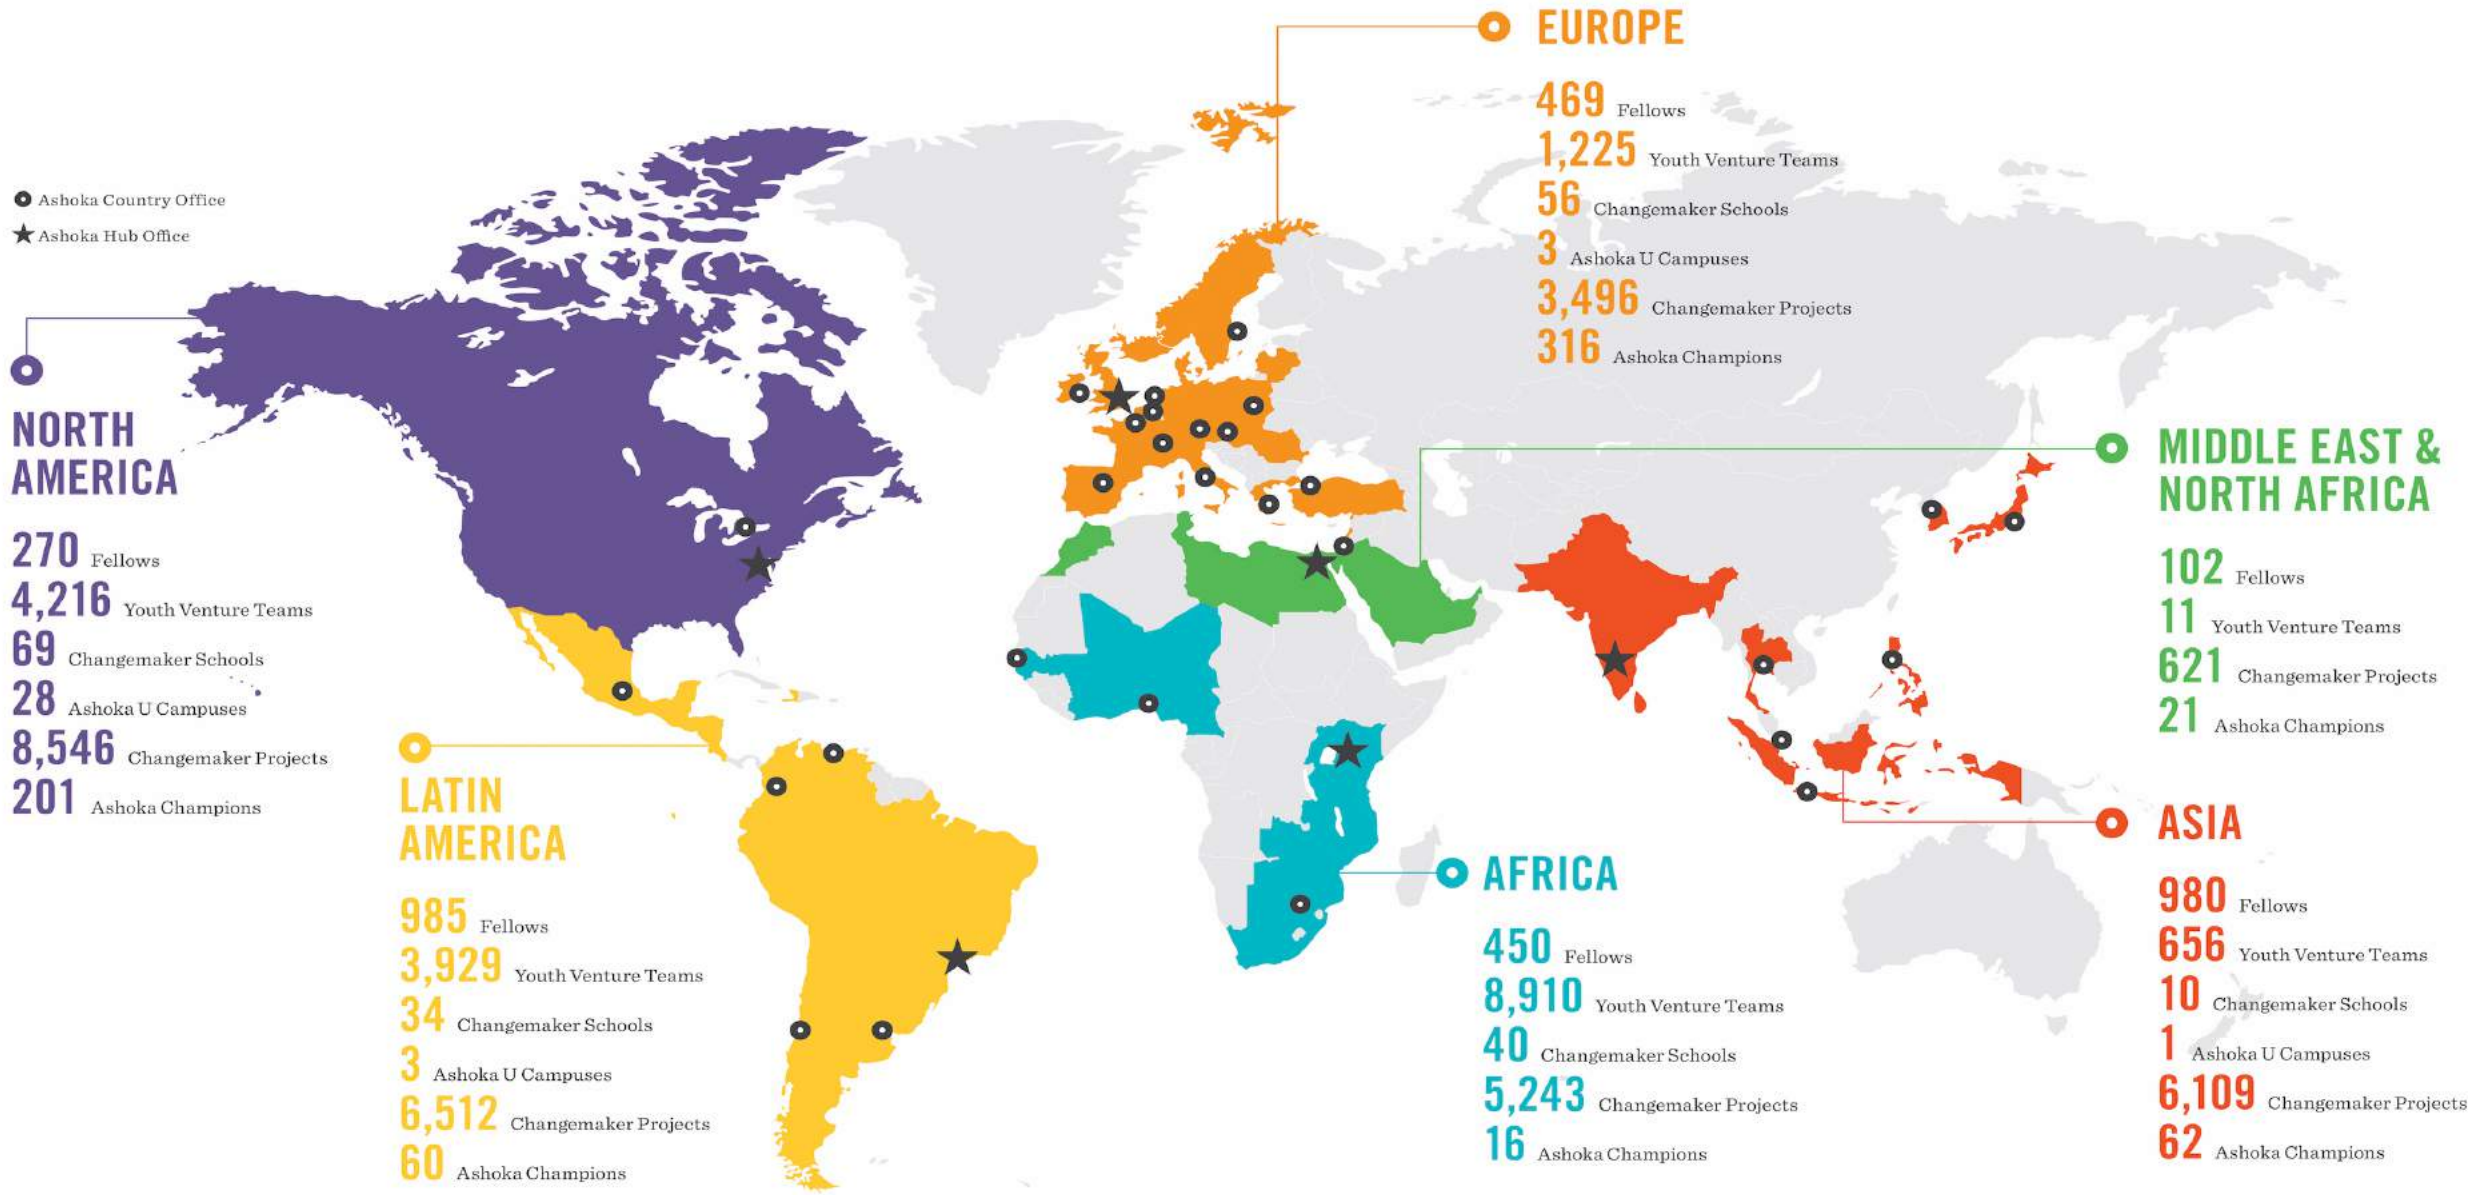 Ashoka Country Office
Ashoka Hub Office
NORTH
AMERICA
270 Fellows
4,216 Youth Venture Teams
69 Changemaker Schools
28 Ashoka U Campuses
8,546 Changemaker Projects
201 Ashoka Champions
LATIN
AMERICA
985 Fellows
3,929 Youth Venture Teams
34 Changemaker Schools
3 Ashoka U Campuses
6,512 Changemaker Projects
60 Ashoka Champions
EUROPE
469 Fellows
1,225 Youth Venture Teams
56 Changemaker Schools
3 Ashoka U Campuses
3,496 Changemaker Projects
316 Ashoka Champions
AFRICA
450 Fellows
8,910 Youth Venture Teams
40 Changemaker Schools
5,243 Changemaker Projects
16 Ashoka Champions
MIDDLE EAST &
NORTH AFRICA
102 Fellows
11 Youth Venture Teams
621 Changemaker Projects
21 Ashoka Champions
ASIA
980 Fellows
656 Youth Venture Teams
10 Changemaker Schools
1 Ashoka U Campuses
6,109 Changemaker Projects
62 Ashoka Champions